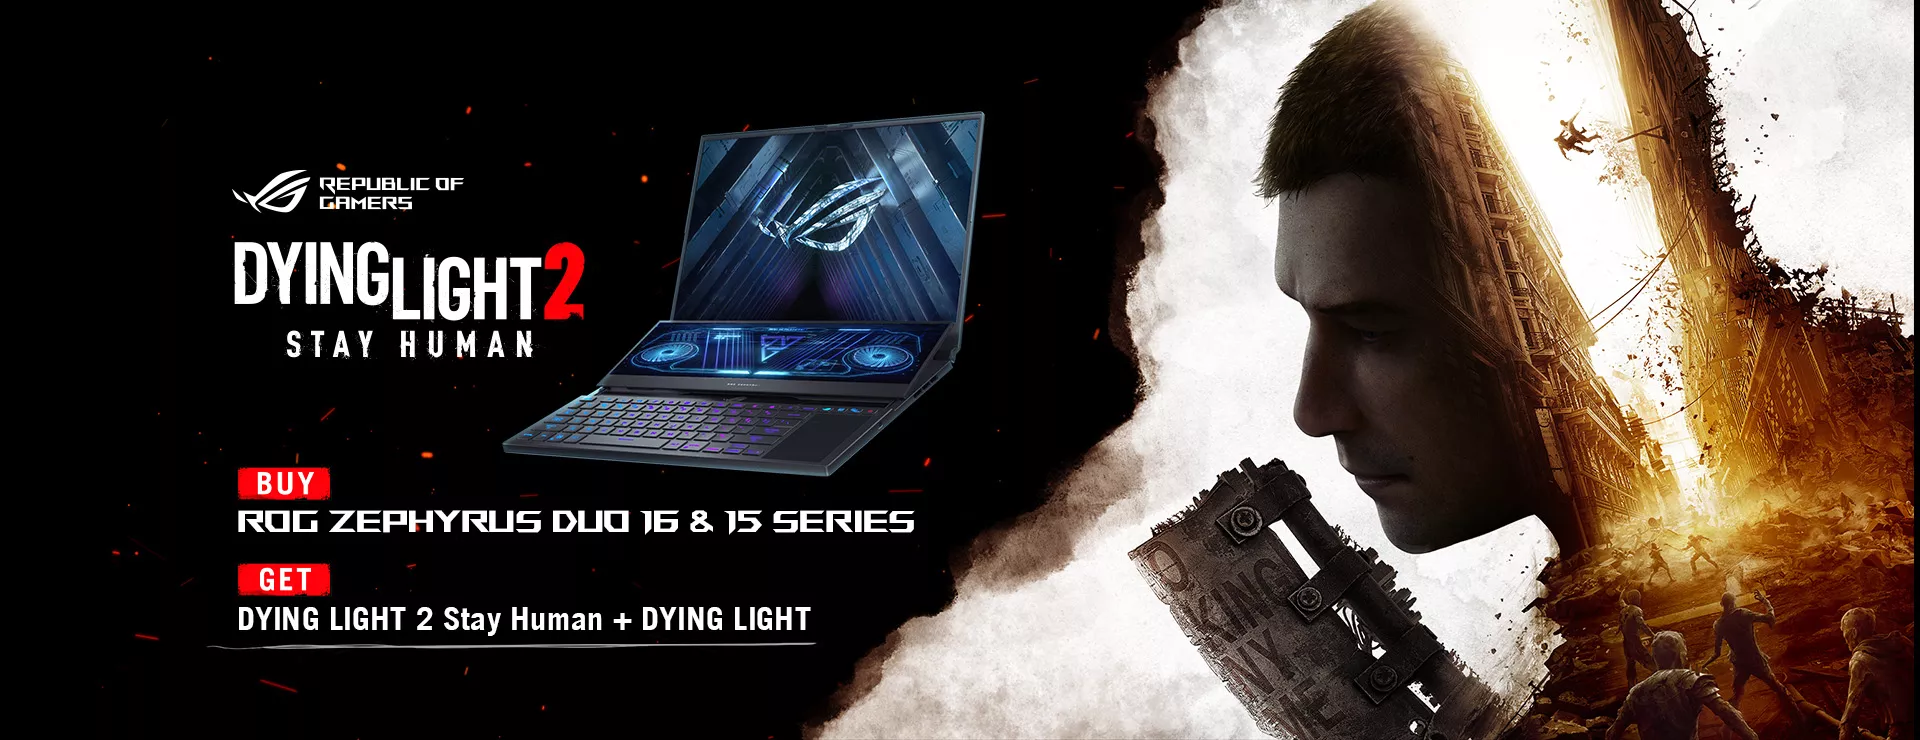 REPUBLIC OF
GAMERS
DYING LIGHT 2
STAY HUMAN
BUY
ROG ZEPHYRUS DUO 16 & 15 SERIES
GET
DYING LIGHT 2 Stay Human + DYING LIGHT